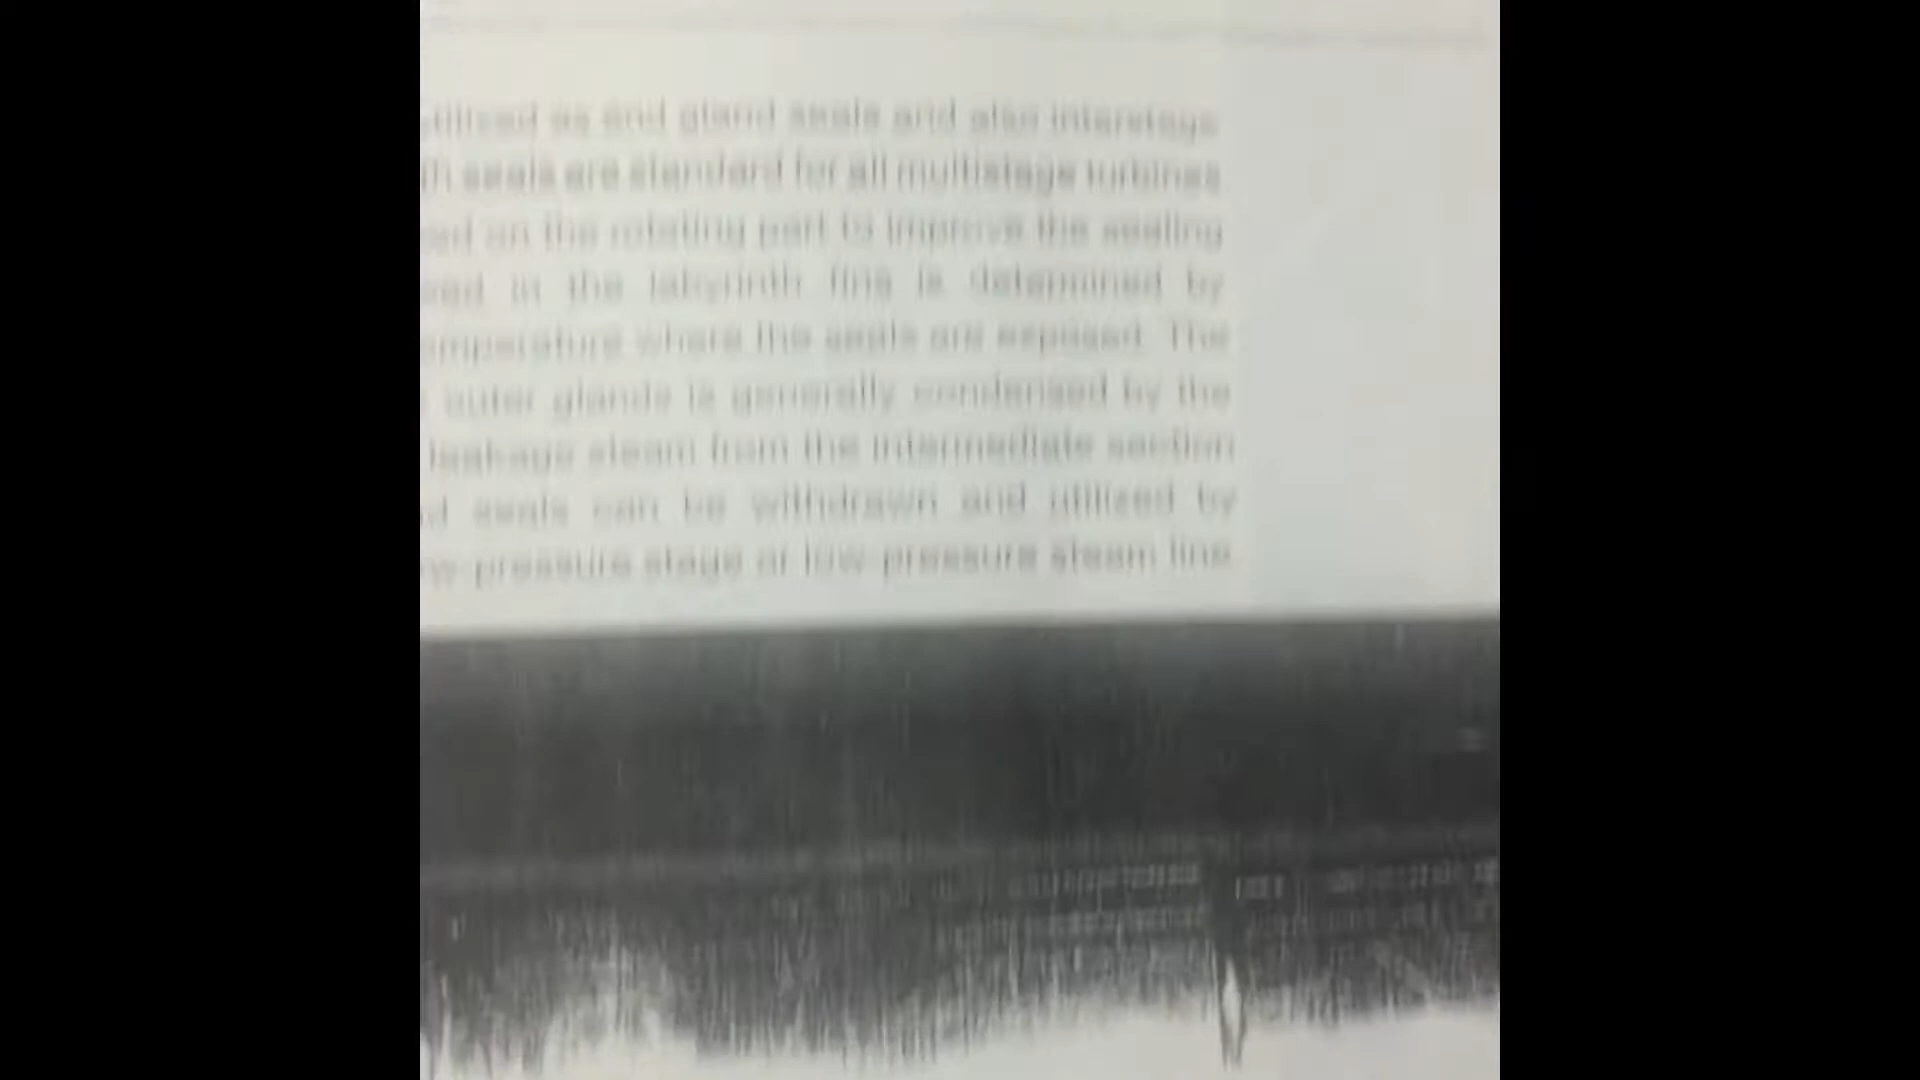 utilized as end gland seals and also interstage
seals are standard for all multistage turbines
on the rotating part to improve the sealing
in the labyrinth fins is determined by
temperature where the seals are exposed. The
outer glands is generally condensed by the
leakage steam from the intermediate section
seals can be withdrawn and utilized by
pressure stage or low-pressure steam line